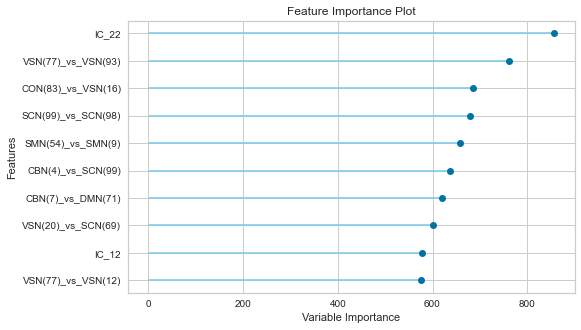 Feature Importance Plot
IC_22
VSN(77)_vs_VSN(93)
CON(83)_vs_VSN(16)
SCN(99)_vs_SCN(98)
SMN(54)_vs_SMN(9)
CBN(4)_vs_SCN(99)
CBN(7)_vs_DMN(71)
VSN(20)_vs_SCN(69)
IC_12
VSN(77)_vs_VSN(12)
Features
0 200 400 600 800
Variable Importance